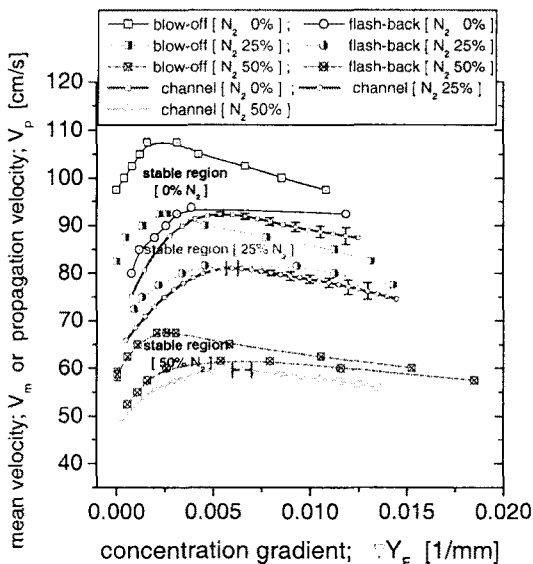 blow-off [ N2 0% ] ; flash-back [ N2 0% ]
blow-off [ N2 25% ] ; flash-back [ N2 25% ]
blow-off [ N2 50% ] ; flash-back [ N2 50% ]
channel [ N2 0% ] ; channel [ N2 25% ]
channel [ N2 50% ]
mean velocity; Vm or propagation velocity; Vp [cm/s]
120
110
100
90
80
70
60
50
40
stable region
[ 0% N2 ]
stable region [ 25% N2 ]
stable region
[ 50% N2 ]
0.000 0.005 0.010 0.015 0.020
concentration gradient; ▽YF [1/mm]